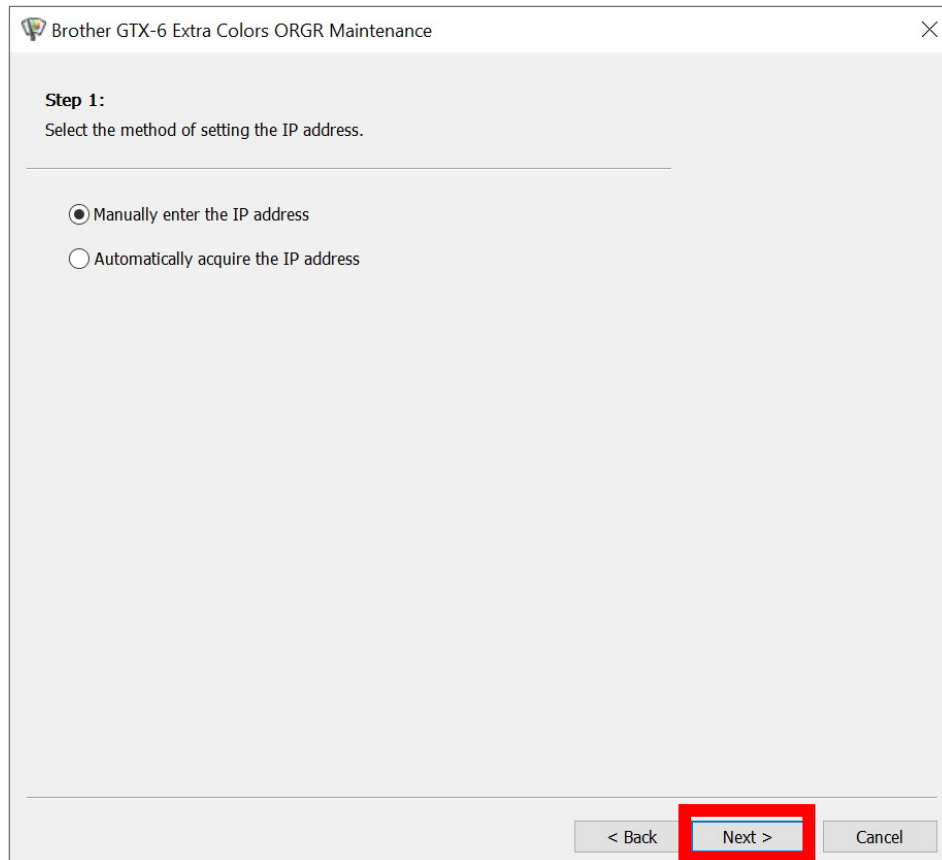 Brother GTX-6 Extra Colors ORGR Maintenance
Step 1:
Select the method of setting the IP address.
Manually enter the IP address
Automatically acquire the IP address
< Back Next > Cancel